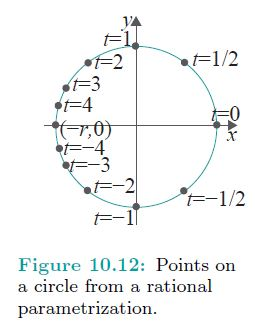 y
t=1
t=2
t=1/2
t=3
t=4
t=0
(−r,0)
x
t=−4
t=−3
t=−2
t=−1/2
t=−1
Figure 10.12: Points on
a circle from a rational
parametrization.